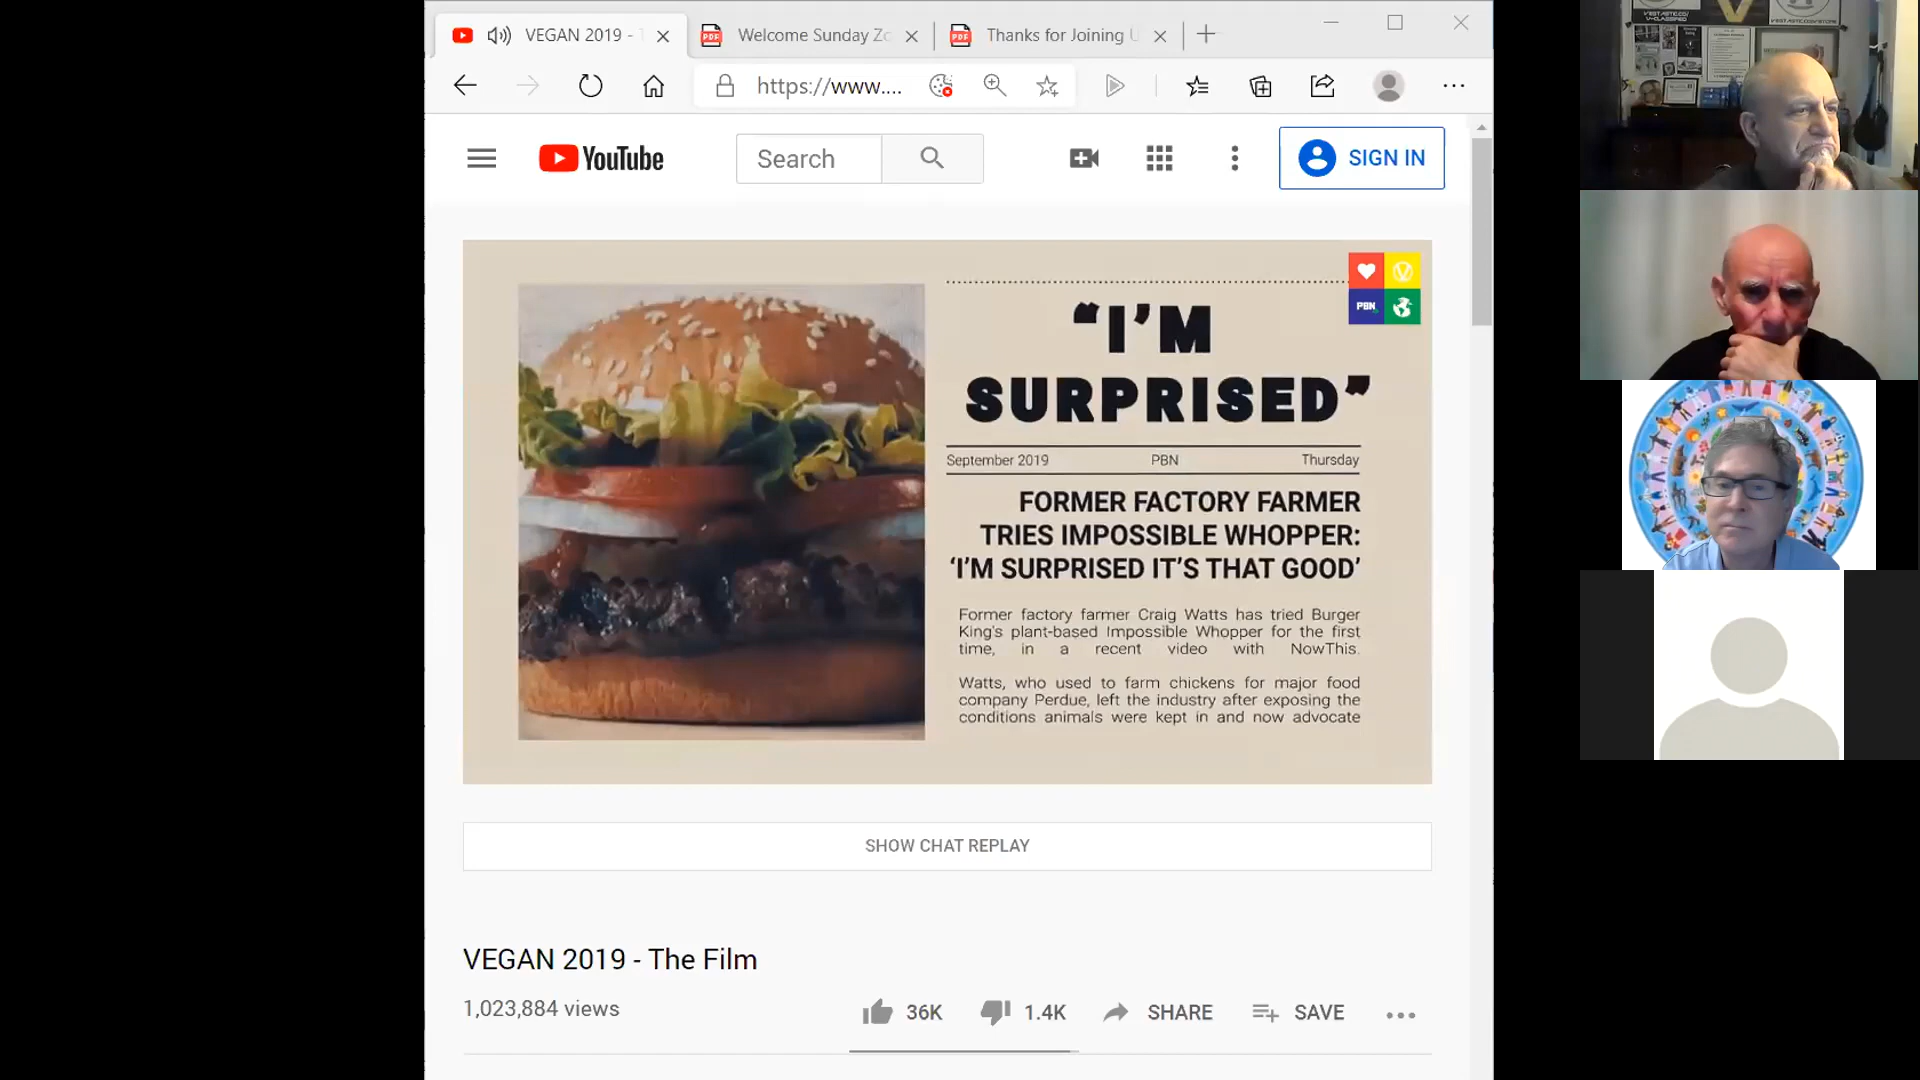 VEGAN 2019 -
Welcome Sunday Zo
Thanks for Joining U
https://www....
YouTube
Search
SIGN IN
“I’M
SURPRISED”
PBN
September 2019 PBN Thursday
FORMER FACTORY FARMER
TRIES IMPOSSIBLE WHOPPER:
‘I’M SURPRISED IT’S THAT GOOD’
Former factory farmer Craig Watts has tried Burger
King's plant-based Impossible Whopper for the first
time, in a recent video with NowThis.
Watts, who used to farm chickens for major food
company Perdue, left the industry after exposing the
conditions animals were kept in and now advocate
SHOW CHAT REPLAY
VEGAN 2019 - The Film
1,023,884 views
36K
1.4K
SHARE
SAVE